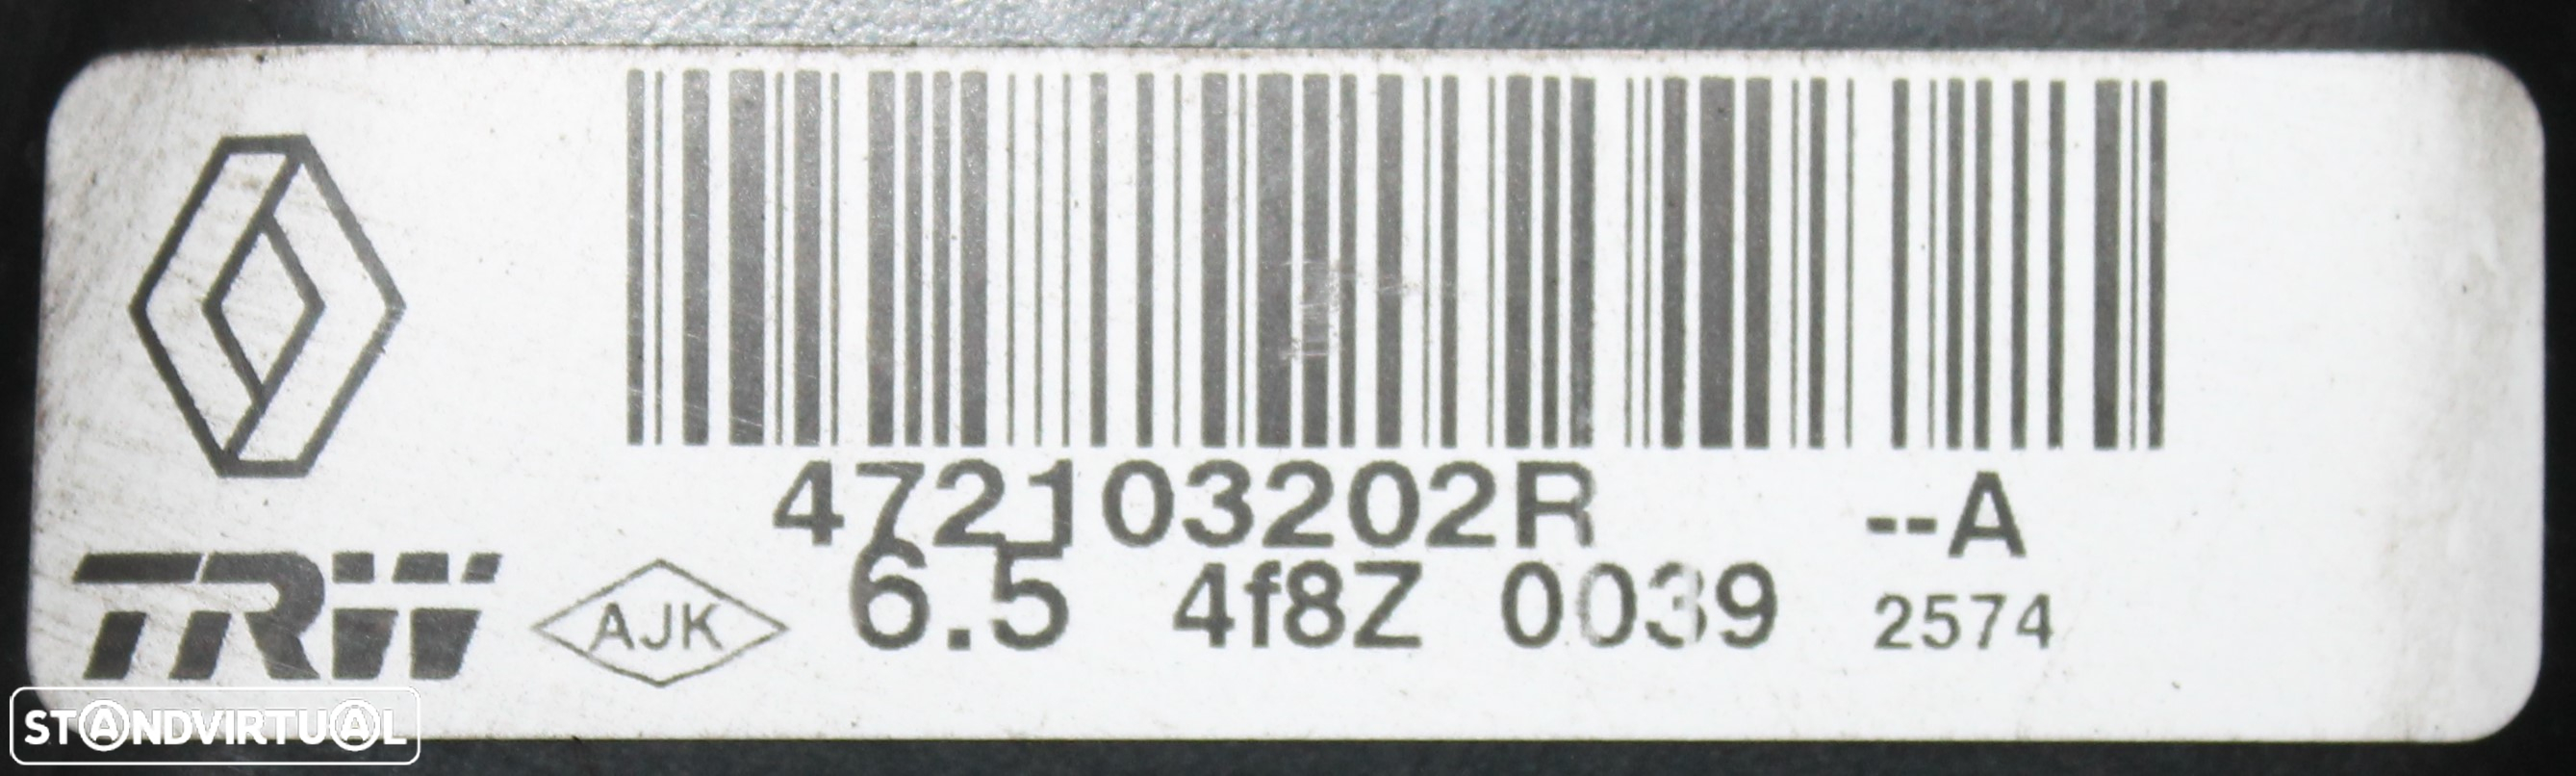 472103202R --A
TRW AJK 6.5 4f8Z 0039 2574
STANDVIRTUAL